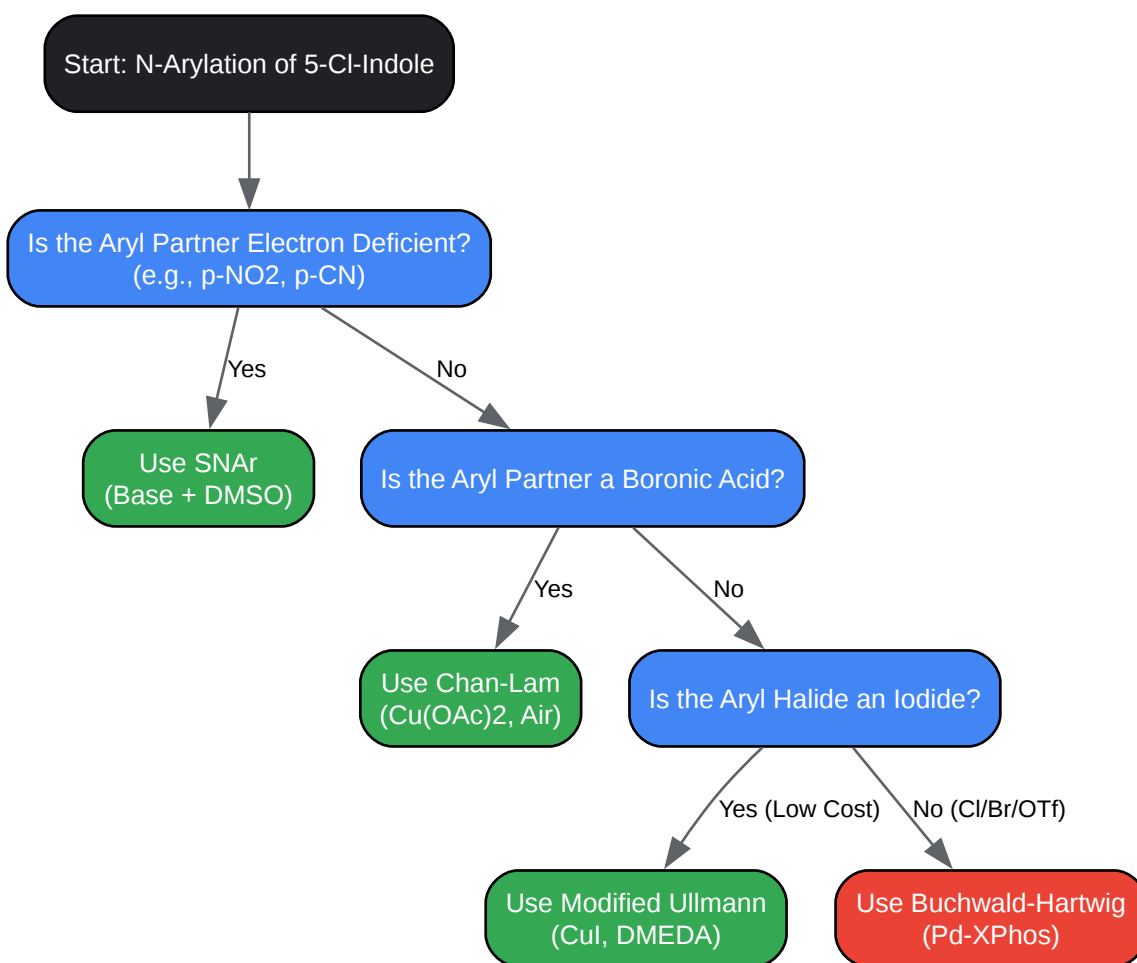 Start: N-Arylation of 5-Cl-Indole
Is the Aryl Partner Electron Deficient?
(e.g., p-NO2, p-CN)
Yes
No
Use SNAr
(Base + DMSO)
Is the Aryl Partner a Boronic Acid?
Yes
No
Use Chan-Lam
(Cu(OAc)2, Air)
Is the Aryl Halide an Iodide?
Yes (Low Cost)
No (Cl/Br/OTf)
Use Modified Ullmann
(CuI, DMEDA)
Use Buchwald-Hartwig
(Pd-XPhos)